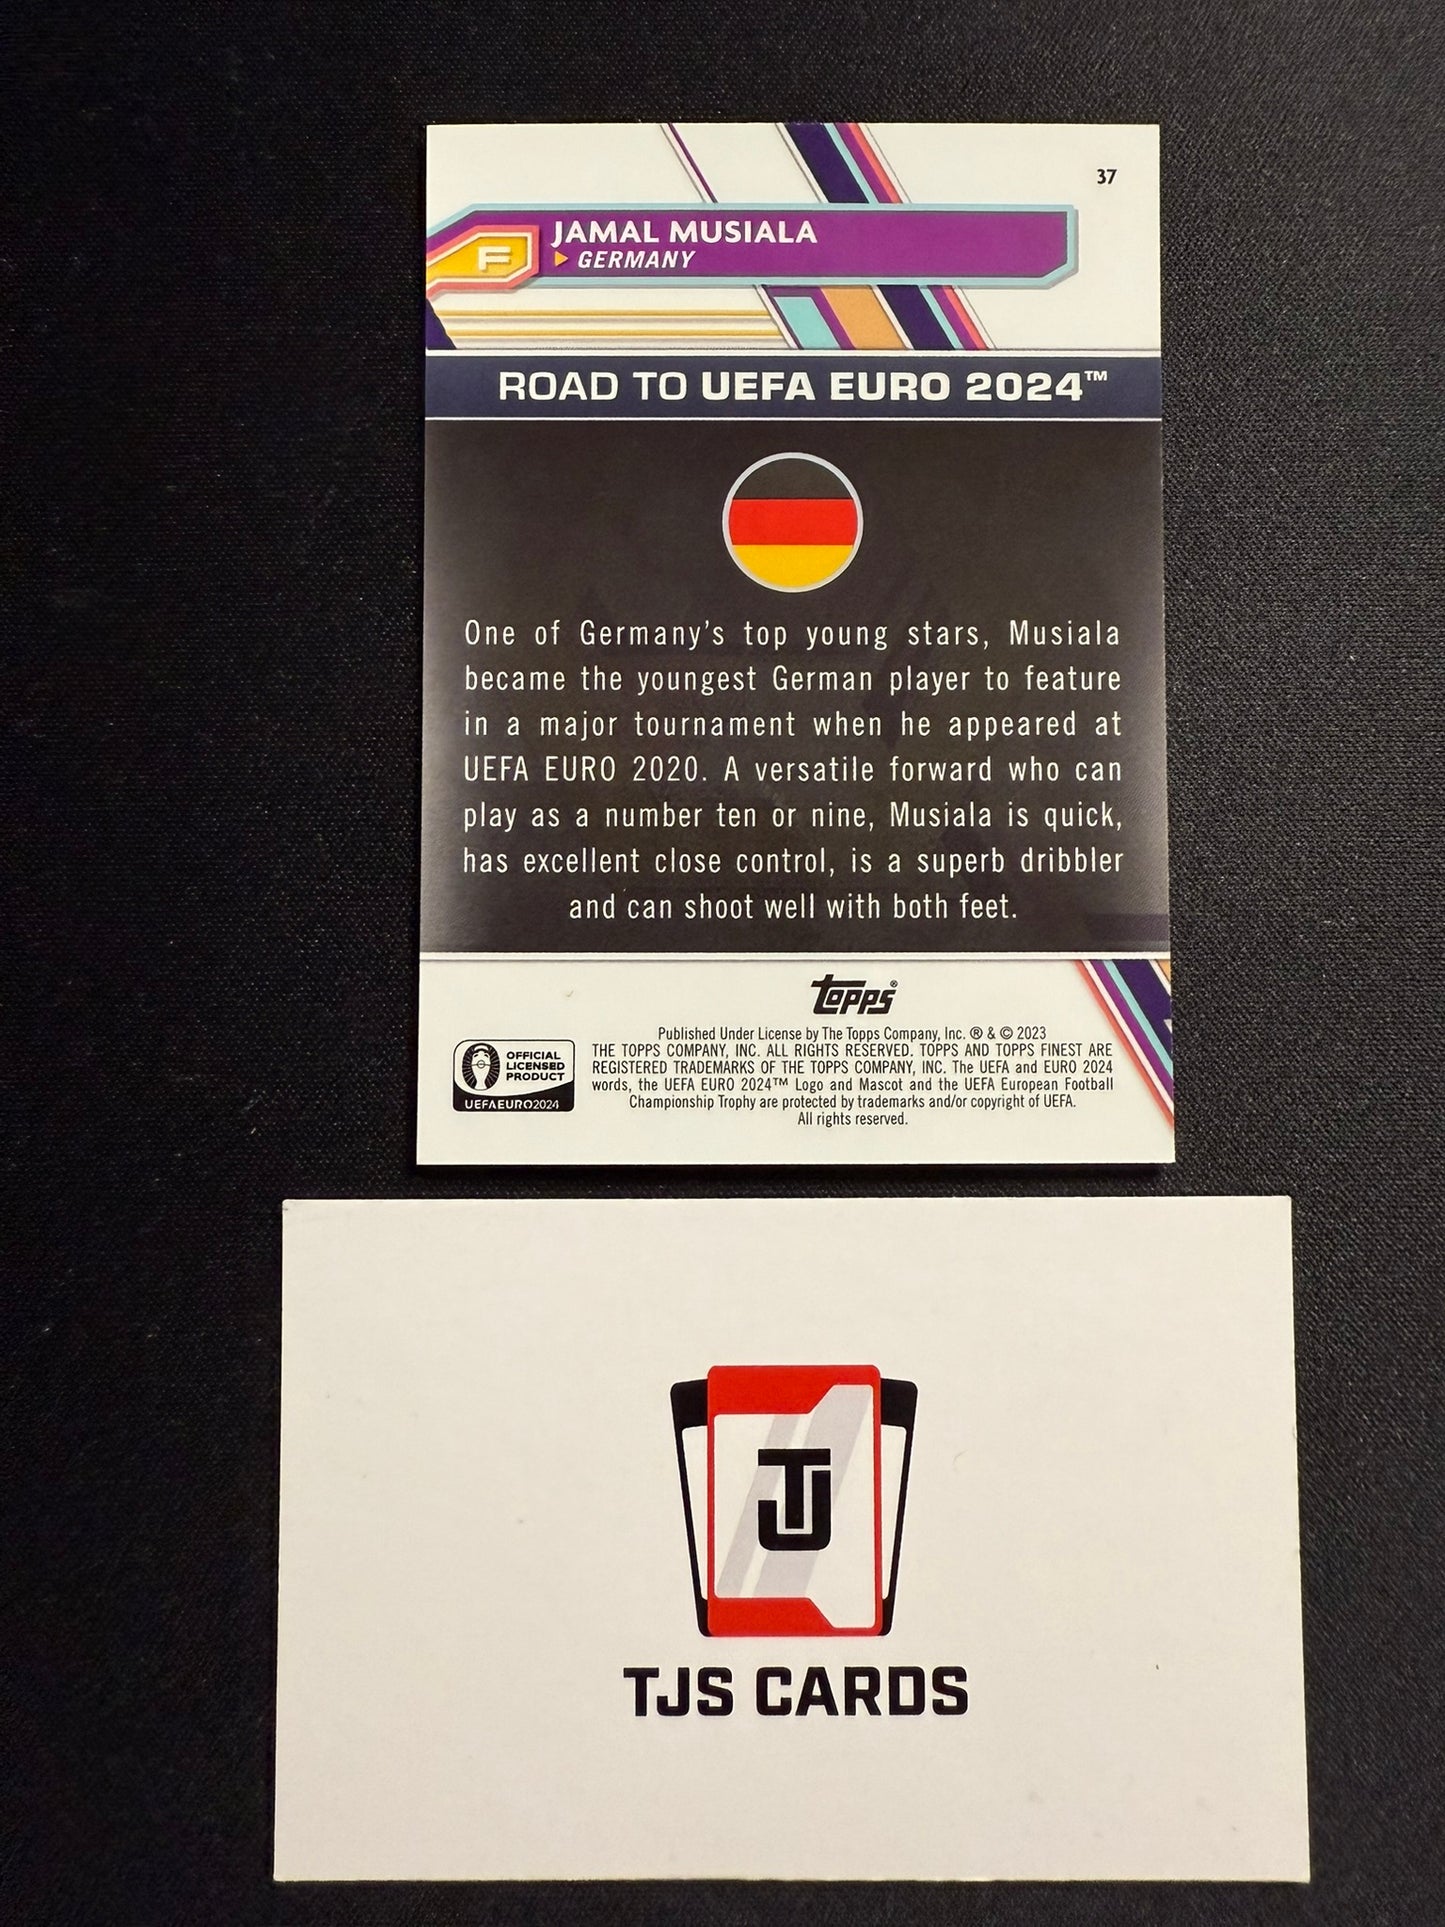 37
JAMAL MUSIALA
F
GERMANY
ROAD TO UEFA EURO 2024™
One of Germany's top young stars, Musiala
became the youngest German player to feature
in a major tournament when he appeared at
UEFA EURO 2020. A versatile forward who can
play as a number ten or nine, Musiala is quick,
has excellent close control, is a superb dribbler
and can shoot well with both feet.
topps®
Published Under License by The Topps Company, Inc. ® & © 2023
THE TOPPS COMPANY, INC. ALL RIGHTS RESERVED. TOPPS AND TOPPS FINEST ARE
REGISTERED TRADEMARKS OF THE TOPPS COMPANY, INC. The UEFA and EURO 2024
words, the UEFA EURO 2024™ Logo and Mascot and the UEFA European Football
Championship Trophy are protected by trademarks and/or copyright of UEFA.
All rights reserved.
OFFICIAL
LICENSED
PRODUCT
UEFAEURO2024
TJ
TJS CARDS